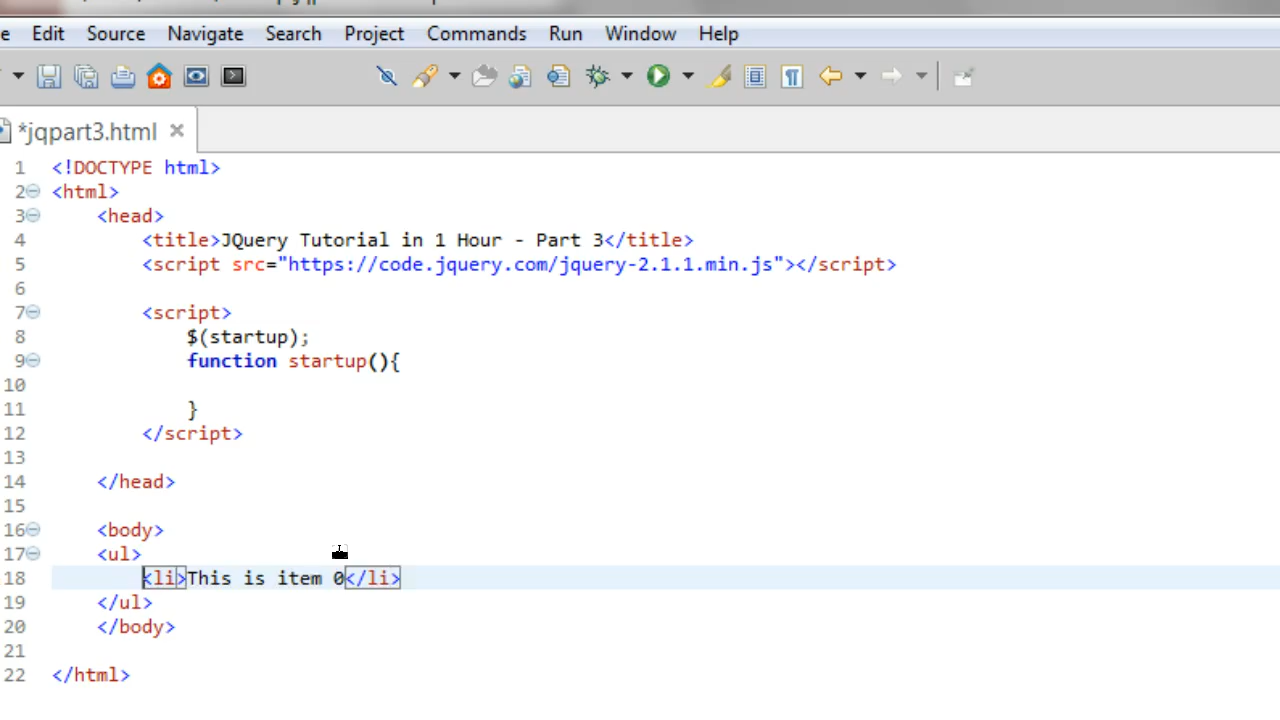 e Edit Source Navigate Search Project Commands Run Window Help
*jqpart3.html
1 <!DOCTYPE html>
2 <html>
3 <head>
4 <title>JQuery Tutorial in 1 Hour - Part 3</title>
5 <script src="https://code.jquery.com/jquery-2.1.1.min.js"></script>
6
7 <script>
8 $(startup);
9 function startup(){
10
11 }
12 </script>
13
14 </head>
15
16 <body>
17 <ul>
18 <li>This is item 0</li>
19 </ul>
20 </body>
21
22 </html>